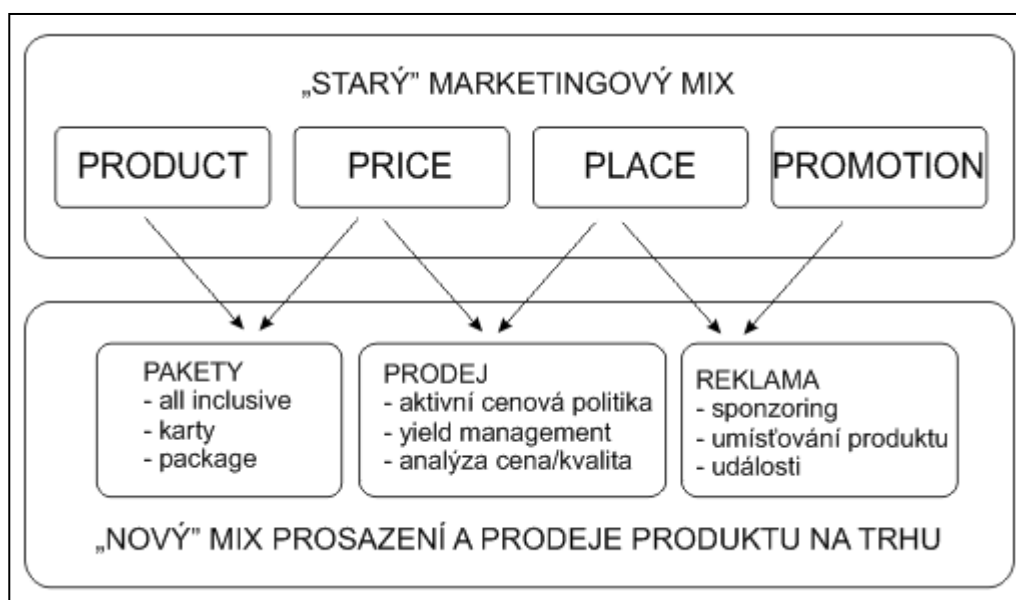 „STARÝ” MARKETINGOVÝ MIX
PRODUCT
PRICE
PLACE
PROMOTION
PAKETY
- all inclusive
- karty
- package
PRODEJ
- aktivní cenová politika
- yield management
- analýza cena/kvalita
REKLAMA
- sponzoring
- umísťování produktu
- události
„NOVÝ” MIX PROSAZENÍ A PRODEJE PRODUKTU NA TRHU